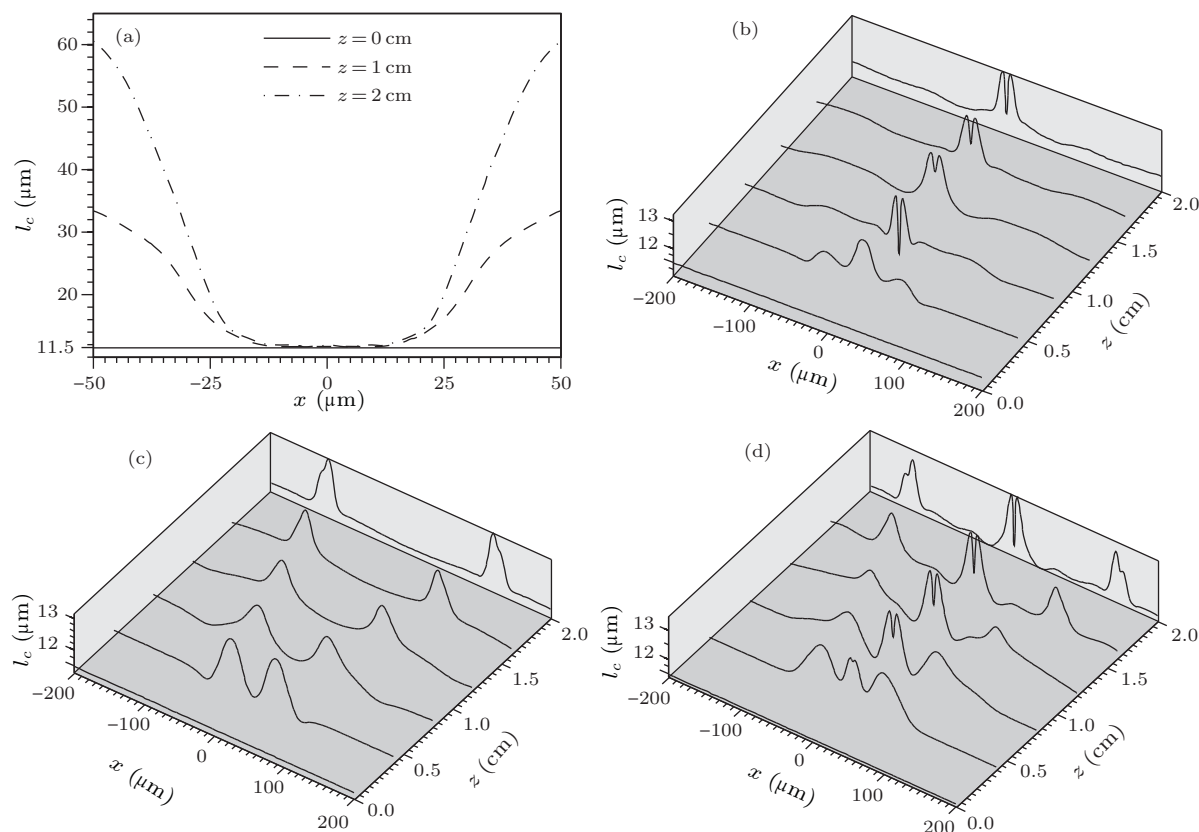 (a)
z = 0 cm
z = 1 cm
z = 2 cm
60
50
40
30
20
11.5
l_c (μm)
−50
−25
0
25
50
x (μm)
(b)
13
12
l_c (μm)
−200
−100
0
100
200
x (μm)
0.0
0.5
1.0
1.5
2.0
z (cm)
(c)
13
12
l_c (μm)
−200
−100
0
100
200
x (μm)
0.0
0.5
1.0
1.5
2.0
z (cm)
(d)
13
12
l_c (μm)
−200
−100
0
100
200
x (μm)
0.0
0.5
1.0
1.5
2.0
z (cm)